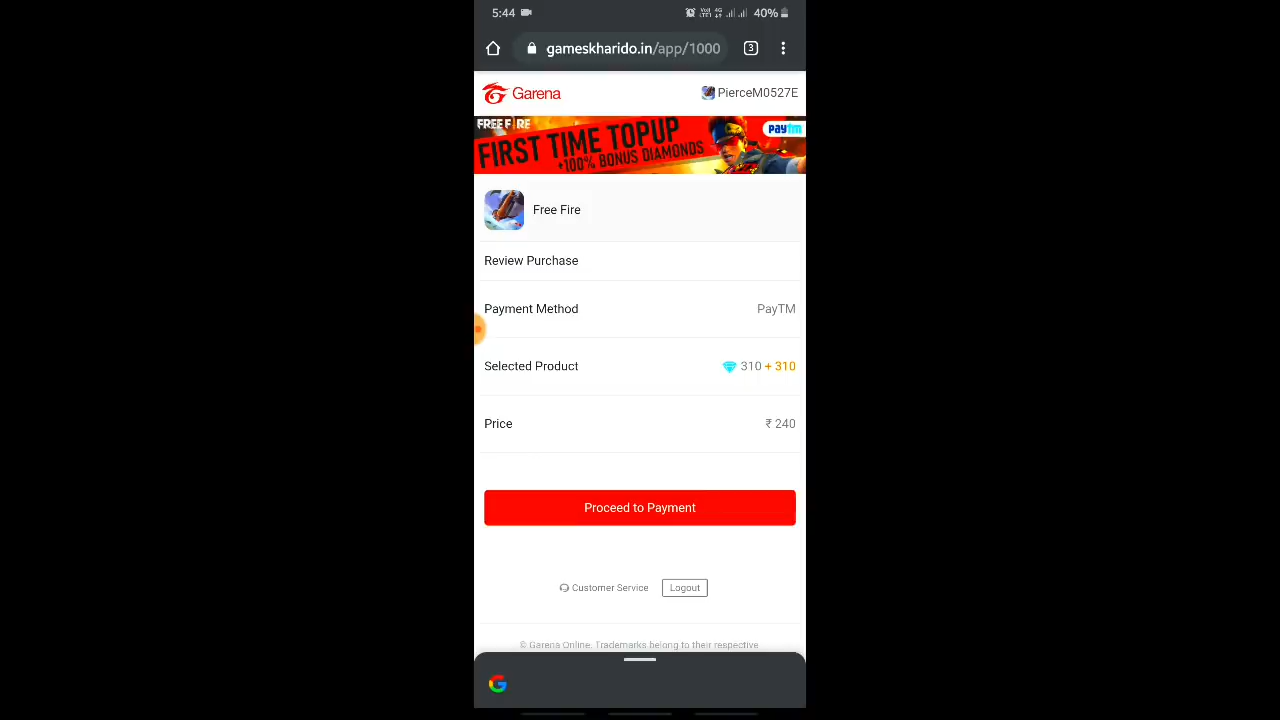 5:44 40%
gameskharido.in/app/1000 3
Garena PierceM0527E
FREE FIRE
FIRST TIME TOPUP
+100% BONUS DIAMONDS
paytm
Free Fire
Review Purchase
Payment Method PayTM
Selected Product 310 + 310
Price ₹ 240
Proceed to Payment
Customer Service Logout
© Garena Online. Trademarks belong to their respective